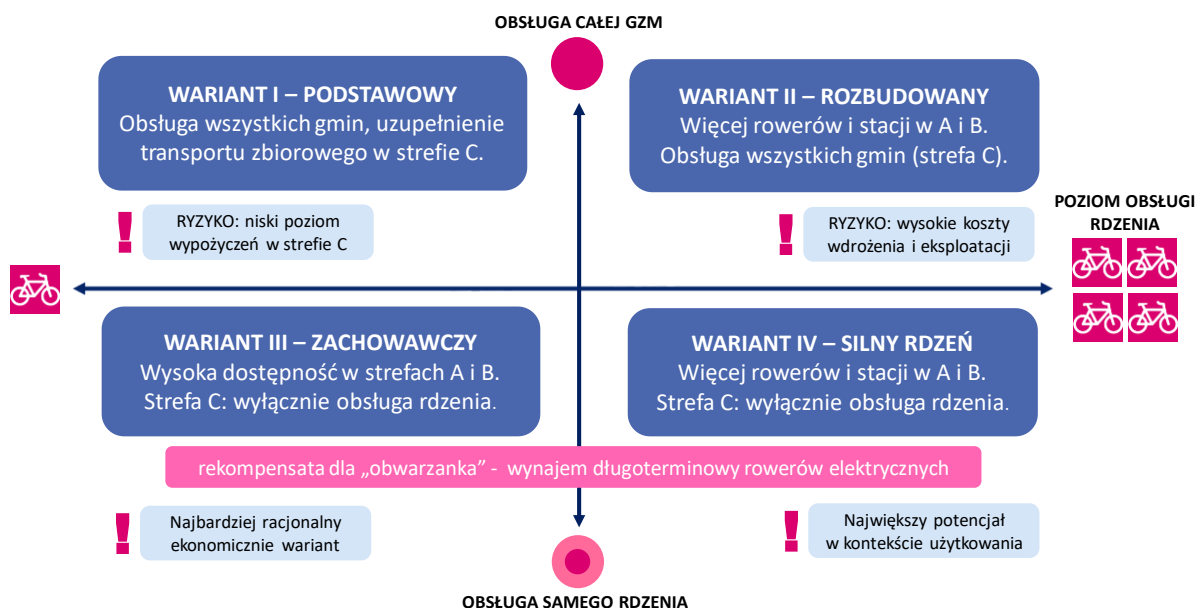 OBSŁUGA CAŁEJ GZM
WARIANT I – PODSTAWOWY
Obsługa wszystkich gmin, uzupełnienie
transportu zbiorowego w strefie C.
WARIANT II – ROZBUDOWANY
Więcej rowerów i stacji w A i B.
Obsługa wszystkich gmin (strefa C).
! RYZYKO: niski poziom
wypożyczeń w strefie C
! RYZYKO: wysokie koszty
wdrożenia i eksploatacji
POZIOM OBSŁUGI
RDZENIA
WARIANT III – ZACHOWAWCZY
Wysoka dostępność w strefach A i B.
Strefa C: wyłącznie obsługa rdzenia.
WARIANT IV – SILNY RDZEŃ
Więcej rowerów i stacji w A i B.
Strefa C: wyłącznie obsługa rdzenia.
rekompensata dla „obwarzanka” - wynajem długoterminowy rowerów elektrycznych
! Najbardziej racjonalny
ekonomicznie wariant
! Największy potencjał
w kontekście użytkowania
OBSŁUGA SAMEGO RDZENIA